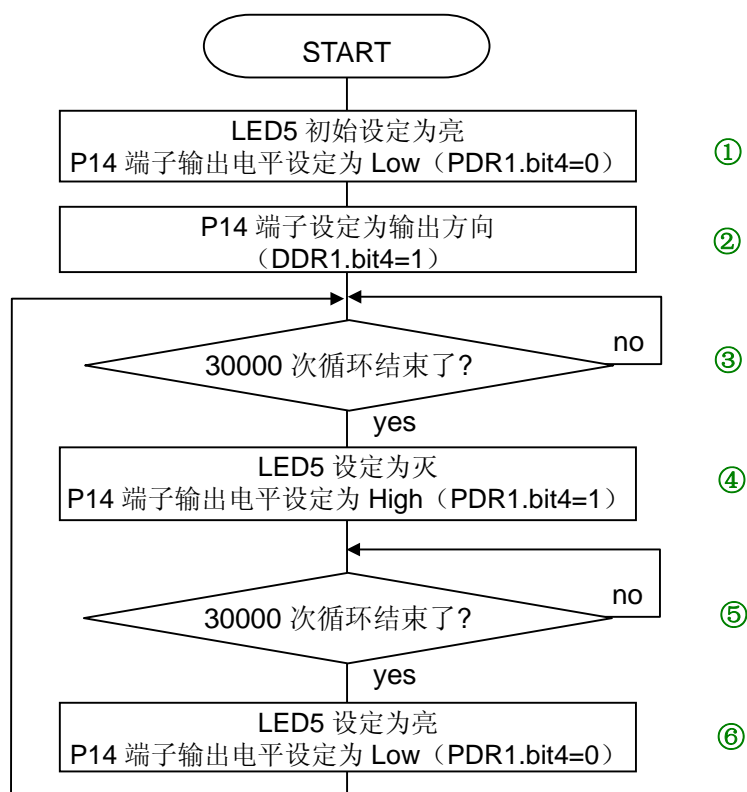 START
LED5 初始设定为亮
P14 端子输出电平设定为 Low（PDR1.bit4=0）
①
P14 端子设定为输出方向
（DDR1.bit4=1）
②
30000 次循环结束了?
no
③
yes
LED5 设定为灭
P14 端子输出电平设定为 High（PDR1.bit4=1）
④
30000 次循环结束了?
no
⑤
yes
LED5 设定为亮
P14 端子输出电平设定为 Low（PDR1.bit4=0）
⑥